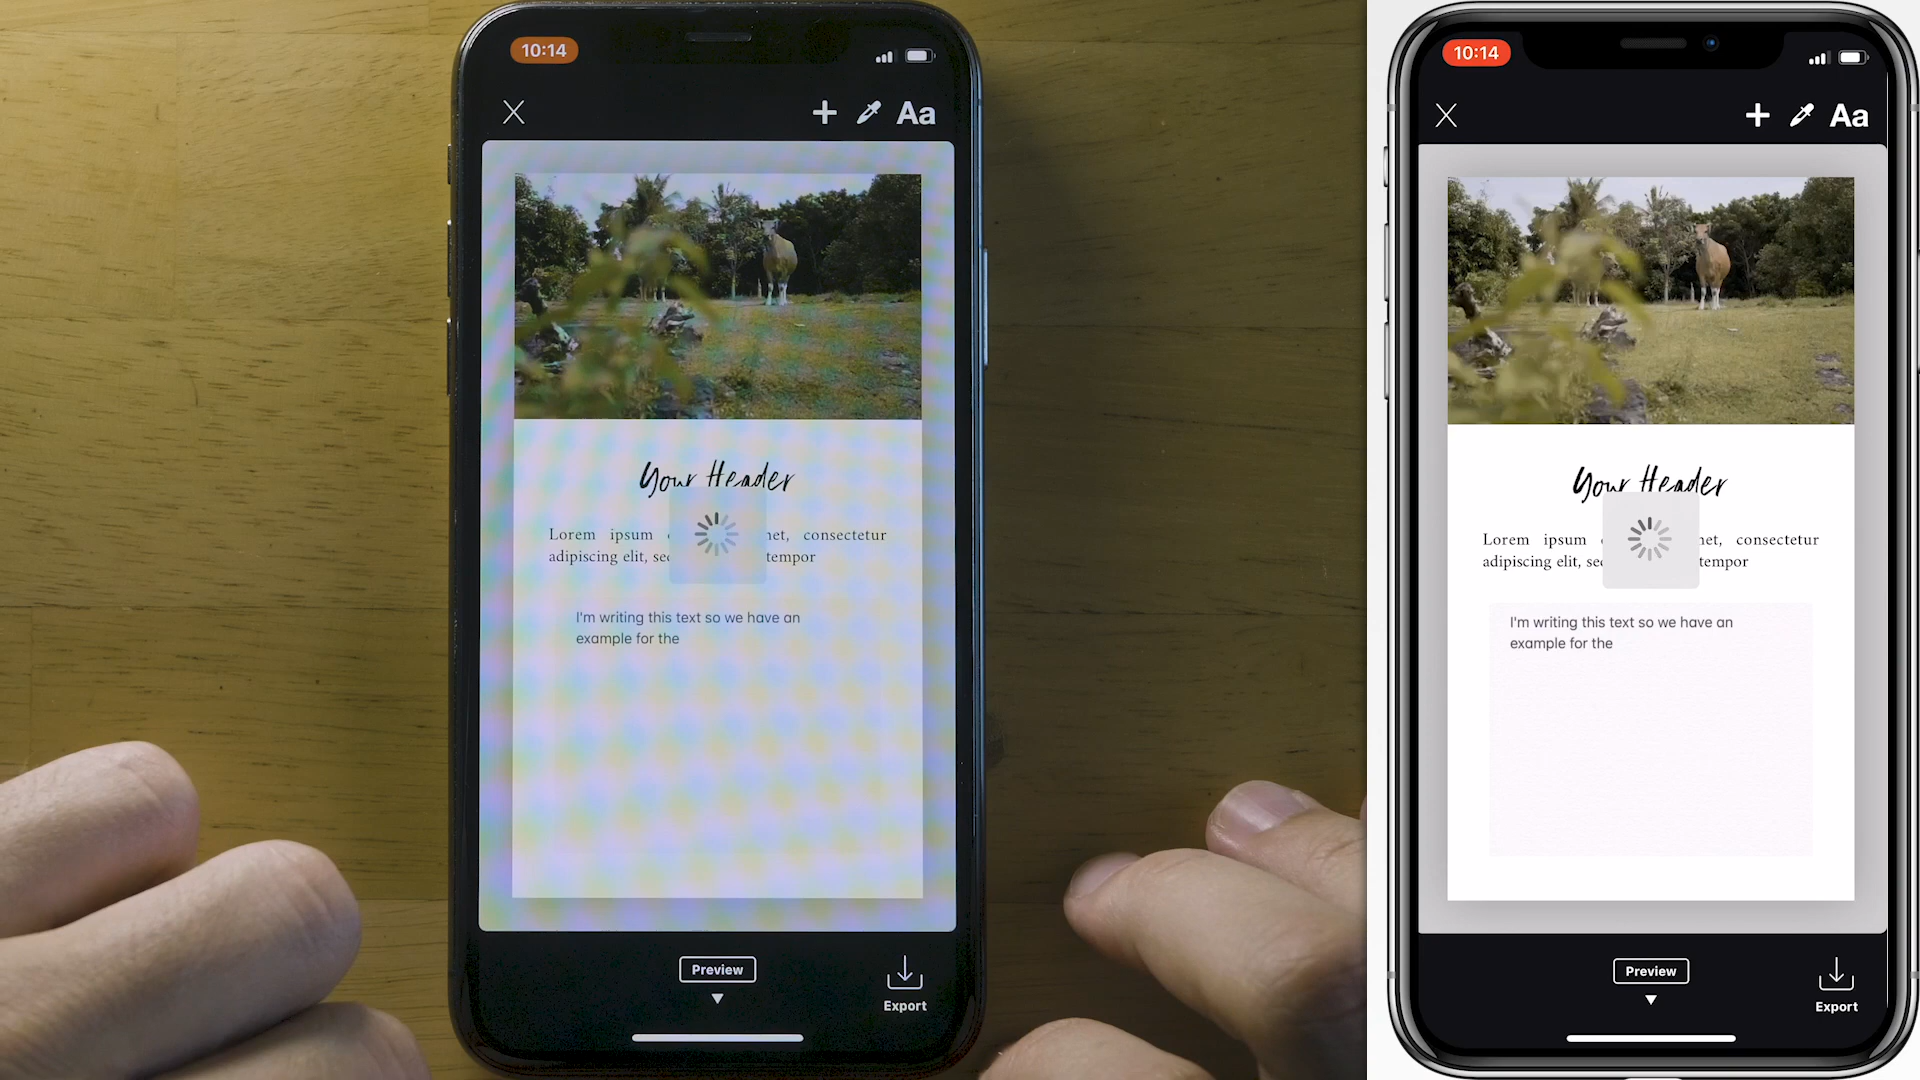 10:14
Aa
Your Header
Lorem ipsum
net, consectetur
adipiscing elit,
tempor
I'm writing this text so we have an
example for the
Preview
Export
10:14
Aa
Your Header
Lorem ipsum
net, consectetur
adipiscing elit,
tempor
I'm writing this text so we have an
example for the
Preview
Export